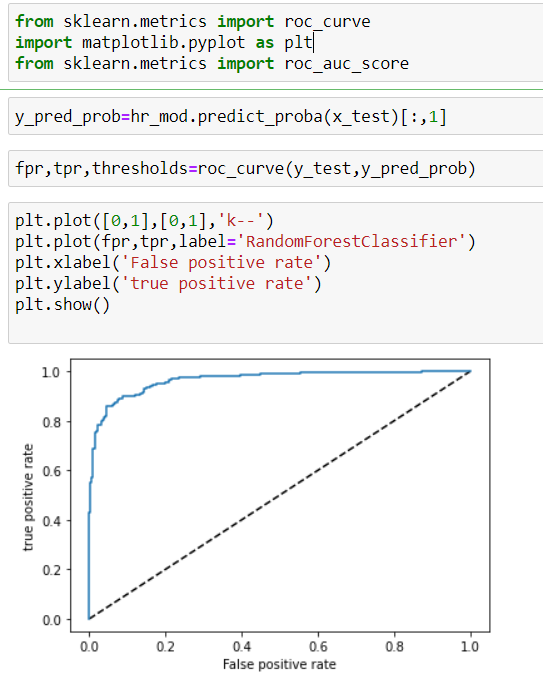 from sklearn.metrics import roc_curve
import matplotlib.pyplot as plt
from sklearn.metrics import roc_auc_score
y_pred_prob=hr_mod.predict_proba(x_test)[:,1]
fpr,tpr,thresholds=roc_curve(y_test,y_pred_prob)
plt.plot([0,1],[0,1],'k--')
plt.plot(fpr,tpr,label='RandomForestClassifier')
plt.xlabel('False positive rate')
plt.ylabel('true positive rate')
plt.show()
1.0
0.8
0.6
0.4
0.2
0.0
true positive rate
0.0 0.2 0.4 0.6 0.8 1.0
False positive rate